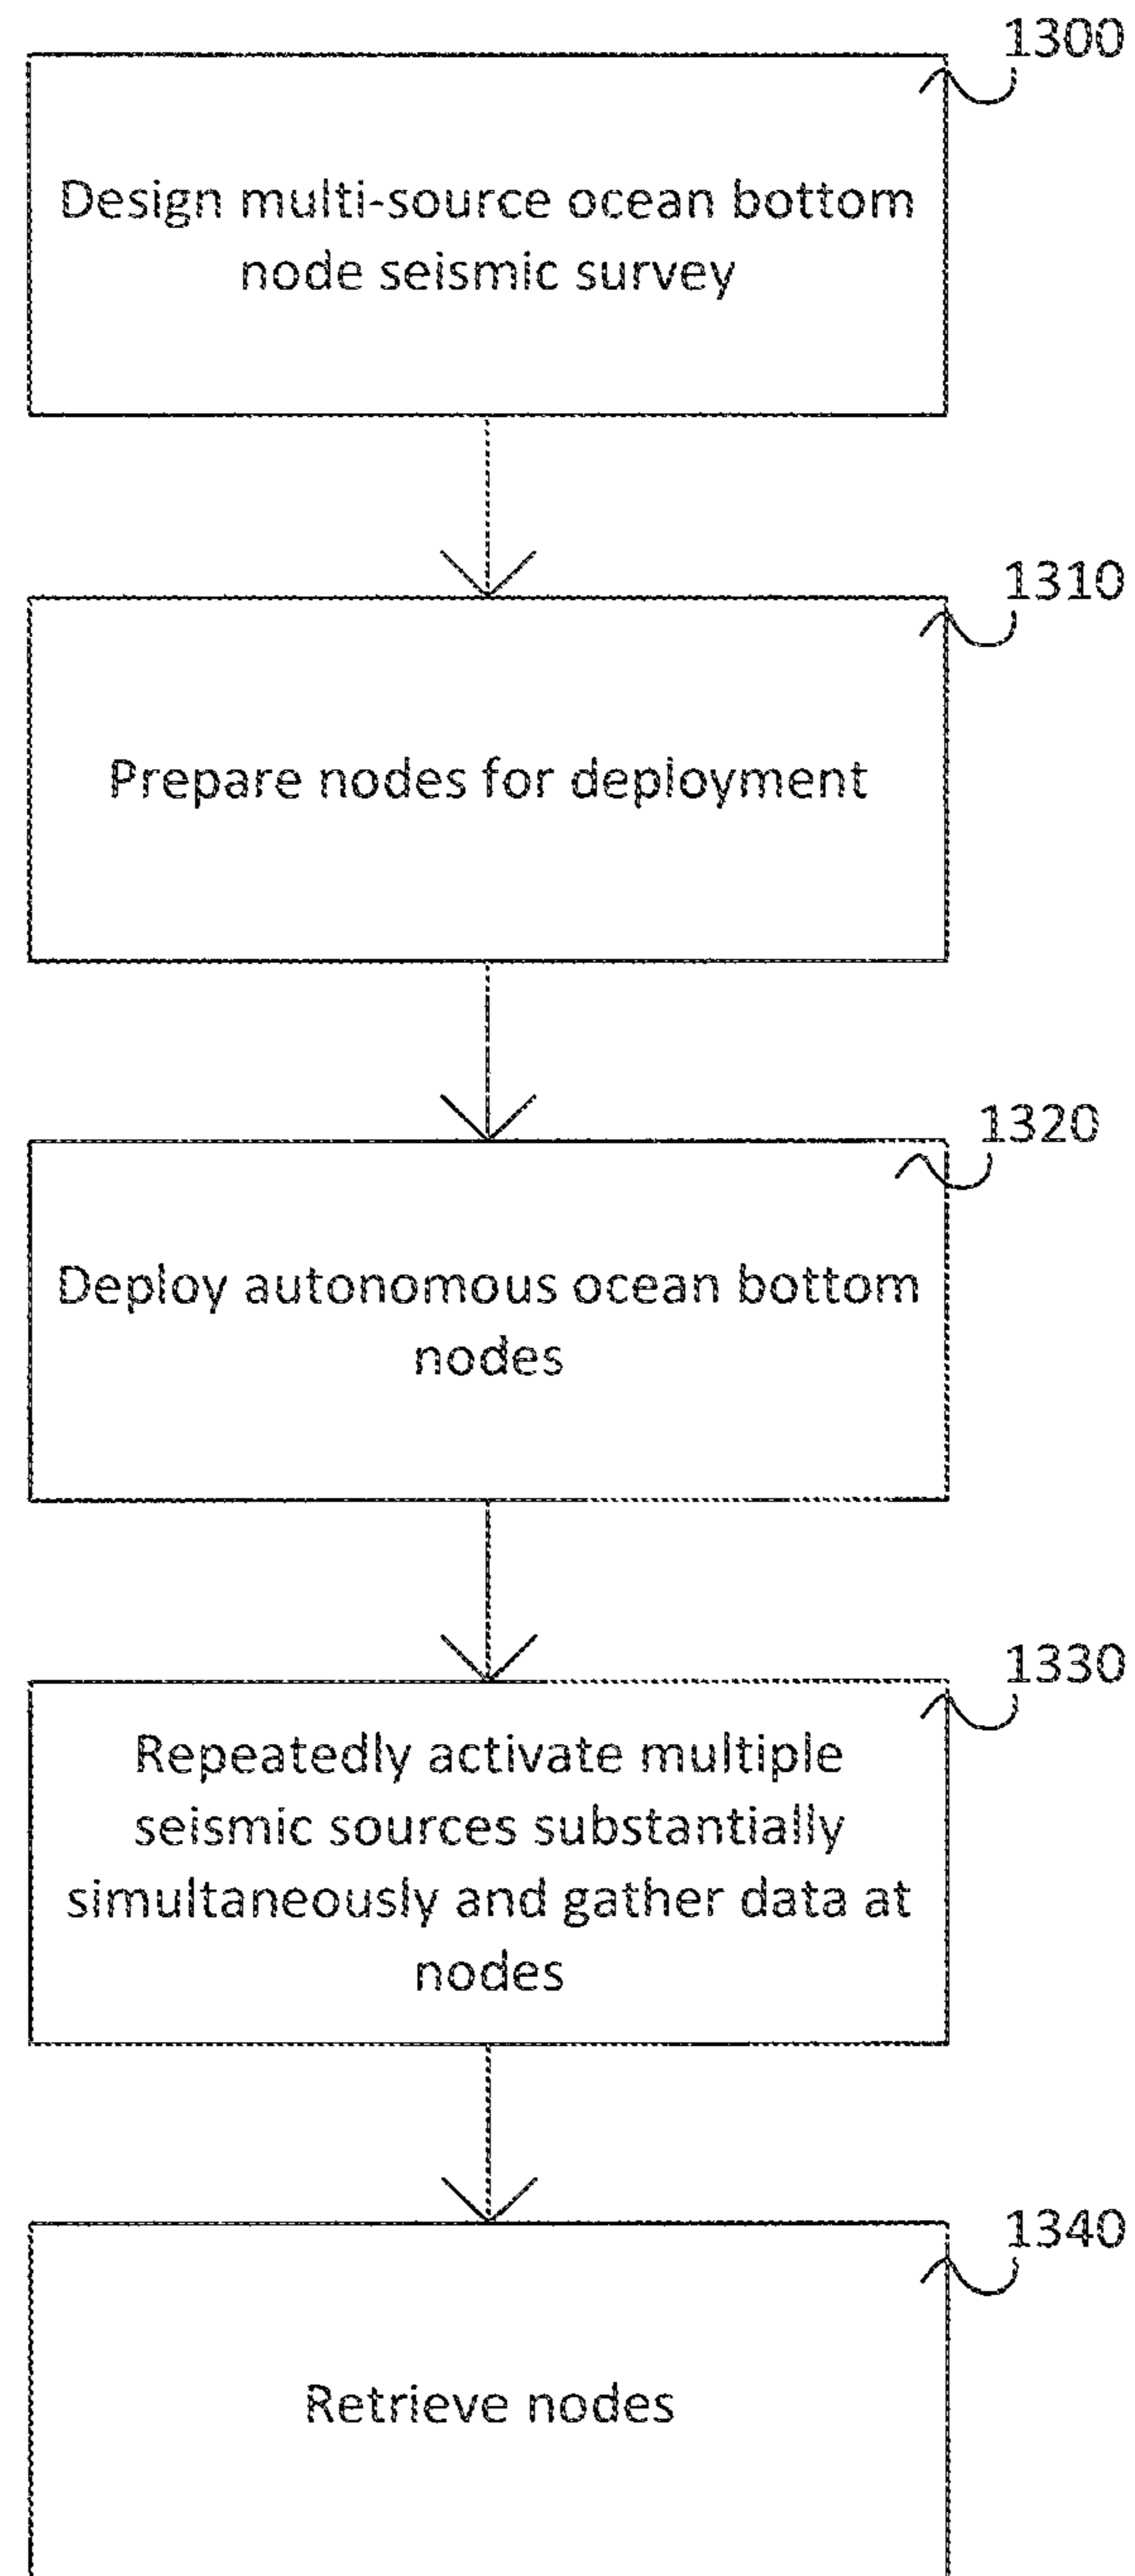 1300
Design multi-source ocean bottom
node seismic survey
1310
Prepare nodes for deployment
1320
Deploy autonomous ocean bottom
nodes
1330
Repeatedly activate multiple
seismic sources substantially
simultaneously and gather data at
nodes
1340
Retrieve nodes